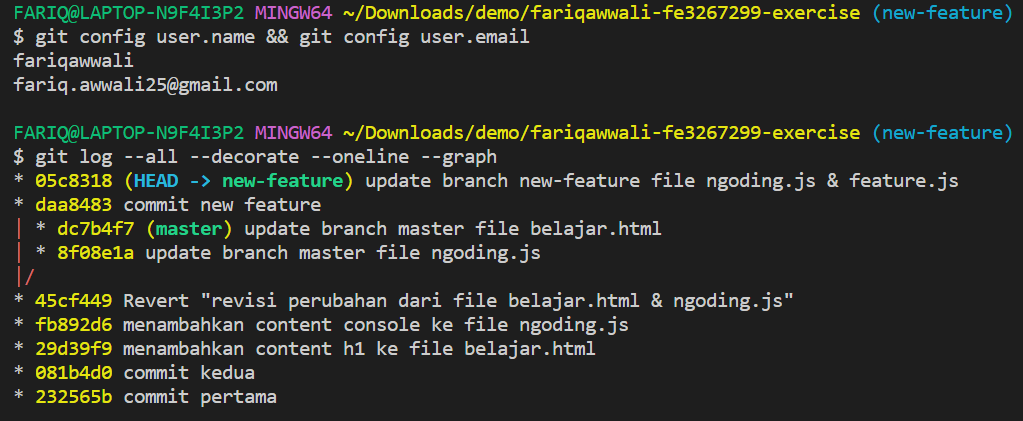 FARIQ@LAPTOP-N9F4I3P2 MINGW64 ~/Downloads/demo/fariqawwali-fe3267299-exercise (new-feature)
$ git config user.name && git config user.email
fariqawwali
fariq.awwali25@gmail.com
FARIQ@LAPTOP-N9F4I3P2 MINGW64 ~/Downloads/demo/fariqawwali-fe3267299-exercise (new-feature)
$ git log --all --decorate --oneline --graph
* 05c8318 (HEAD -> new-feature) update branch new-feature file ngoding.js & feature.js
* daa8483 commit new feature
| * dc7b4f7 (master) update branch master file belajar.html
| * 8f08e1a update branch master file ngoding.js
|/
* 45cf449 Revert "revisi perubahan dari file belajar.html & ngoding.js"
* fb892d6 menambahkan content console ke file ngoding.js
* 29d39f9 menambahkan content h1 ke file belajar.html
* 081b4d0 commit kedua
* 232565b commit pertama